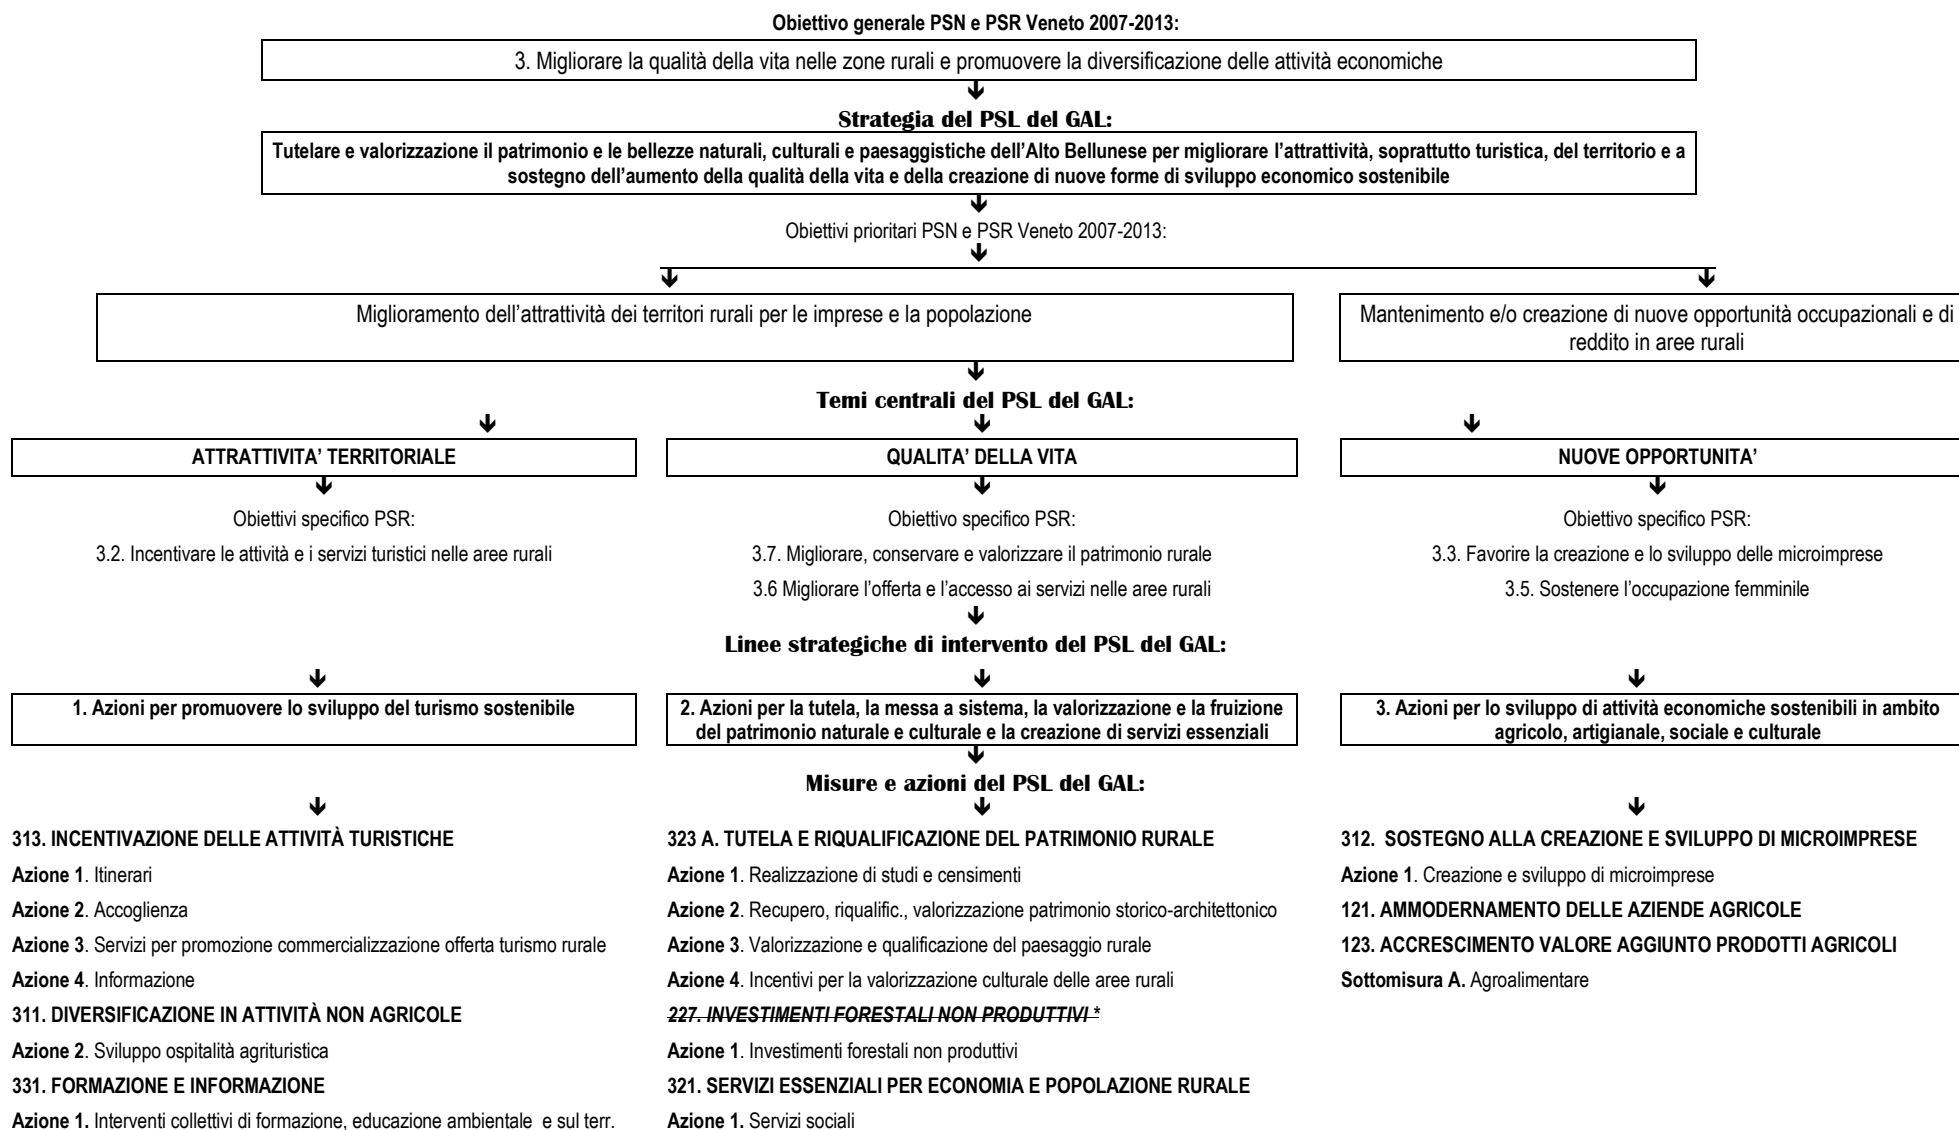 Obiettivo generale PSN e PSR Veneto 2007-2013:
3. Migliorare la qualità della vita nelle zone rurali e promuovere la diversificazione delle attività economiche
Strategia del PSL del GAL:
Tutelare e valorizzazione il patrimonio e le bellezze naturali, culturali e paesaggistiche dell'Alto Bellunese per migliorare l'attrattività, soprattutto turistica, del territorio e a
sostegno dell'aumento della qualità della vita e della creazione di nuove forme di sviluppo economico sostenibile
Obiettivi prioritari PSN e PSR Veneto 2007-2013:
Miglioramento dell'attrattività dei territori rurali per le imprese e la popolazione
Mantenimento e/o creazione di nuove opportunità occupazionali e di
reddito in aree rurali
Temi centrali del PSL del GAL:
ATTRATTIVITA' TERRITORIALE
QUALITA' DELLA VITA
NUOVE OPPORTUNITA'
Obiettivi specifico PSR:
3.2. Incentivare le attività e i servizi turistici nelle aree rurali
Obiettivo specifico PSR:
3.7. Migliorare, conservare e valorizzare il patrimonio rurale
3.6 Migliorare l'offerta e l'accesso ai servizi nelle aree rurali
Obiettivo specifico PSR:
3.3. Favorire la creazione e lo sviluppo delle microimprese
3.5. Sostenere l'occupazione femminile
Linee strategiche di intervento del PSL del GAL:
1. Azioni per promuovere lo sviluppo del turismo sostenibile
2. Azioni per la tutela, la messa a sistema, la valorizzazione e la fruizione
del patrimonio naturale e culturale e la creazione di servizi essenziali
3. Azioni per lo sviluppo di attività economiche sostenibili in ambito
agricolo, artigianale, sociale e culturale
Misure e azioni del PSL del GAL:
313. INCENTIVAZIONE DELLE ATTIVITÀ TURISTICHE
Azione 1. Itinerari
Azione 2. Accoglienza
Azione 3. Servizi per promozione commercializzazione offerta turismo rurale
Azione 4. Informazione
311. DIVERSIFICAZIONE IN ATTIVITÀ NON AGRICOLE
Azione 2. Sviluppo ospitalità agrituristica
331. FORMAZIONE E INFORMAZIONE
Azione 1. Interventi collettivi di formazione, educazione ambientale e sul terr.
323 A. TUTELA E RIQUALIFICAZIONE DEL PATRIMONIO RURALE
Azione 1. Realizzazione di studi e censimenti
Azione 2. Recupero, riqualific., valorizzazione patrimonio storico-architettonico
Azione 3. Valorizzazione e qualificazione del paesaggio rurale
Azione 4. Incentivi per la valorizzazione culturale delle aree rurali
227. INVESTIMENTI FORESTALI NON PRODUTTIVI *
Azione 1. Investimenti forestali non produttivi
321. SERVIZI ESSENZIALI PER ECONOMIA E POPOLAZIONE RURALE
Azione 1. Servizi sociali
312. SOSTEGNO ALLA CREAZIONE E SVILUPPO DI MICROIMPRESE
Azione 1. Creazione e sviluppo di microimprese
121. AMMODERNAMENTO DELLE AZIENDE AGRICOLE
123. ACCRESCIMENTO VALORE AGGIUNTO PRODOTTI AGRICOLI
Sottomisura A. Agroalimentare